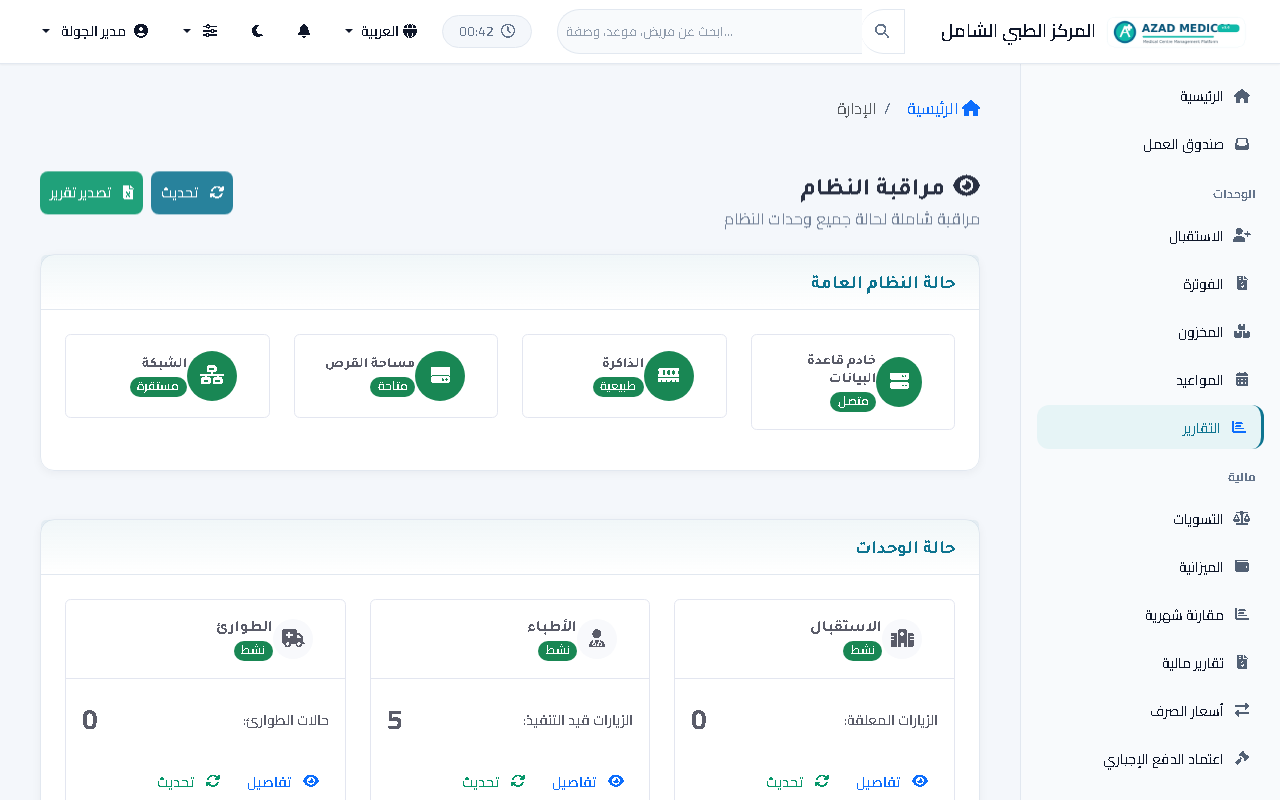 AZAD MEDIC
Medical Centre Management Platform
المركز الطبي الشامل
ابحث عن مريض، موعد، وصفة...
00:42
العربية
مدير الجولة
الرئيسية
صندوق العمل
الوحدات
الاستقبال
الفوترة
المخزون
المواعيد
التقارير
مالية
التسويات
الميزانية
مقارنة شهرية
تقارير مالية
أسعار الصرف
اعتماد الدفع الإجباري
الرئيسية / الإدارة
مراقبة النظام
مراقبة شاملة لحالة جميع وحدات النظام
تحديث
تصدير تقرير
حالة النظام العامة
خادم قاعدة البيانات
متصل
الذاكرة
طبيعية
مساحة القرص
متاحة
الشبكة
مستقرة
حالة الوحدات
الاستقبال
نشط
الزيارات المعلقة: 0
تفاصيل
تحديث
الأطباء
نشط
الزيارات قيد التنفيذ: 5
تفاصيل
تحديث
الطوارئ
نشط
حالات الطوارئ: 0
تفاصيل
تحديث